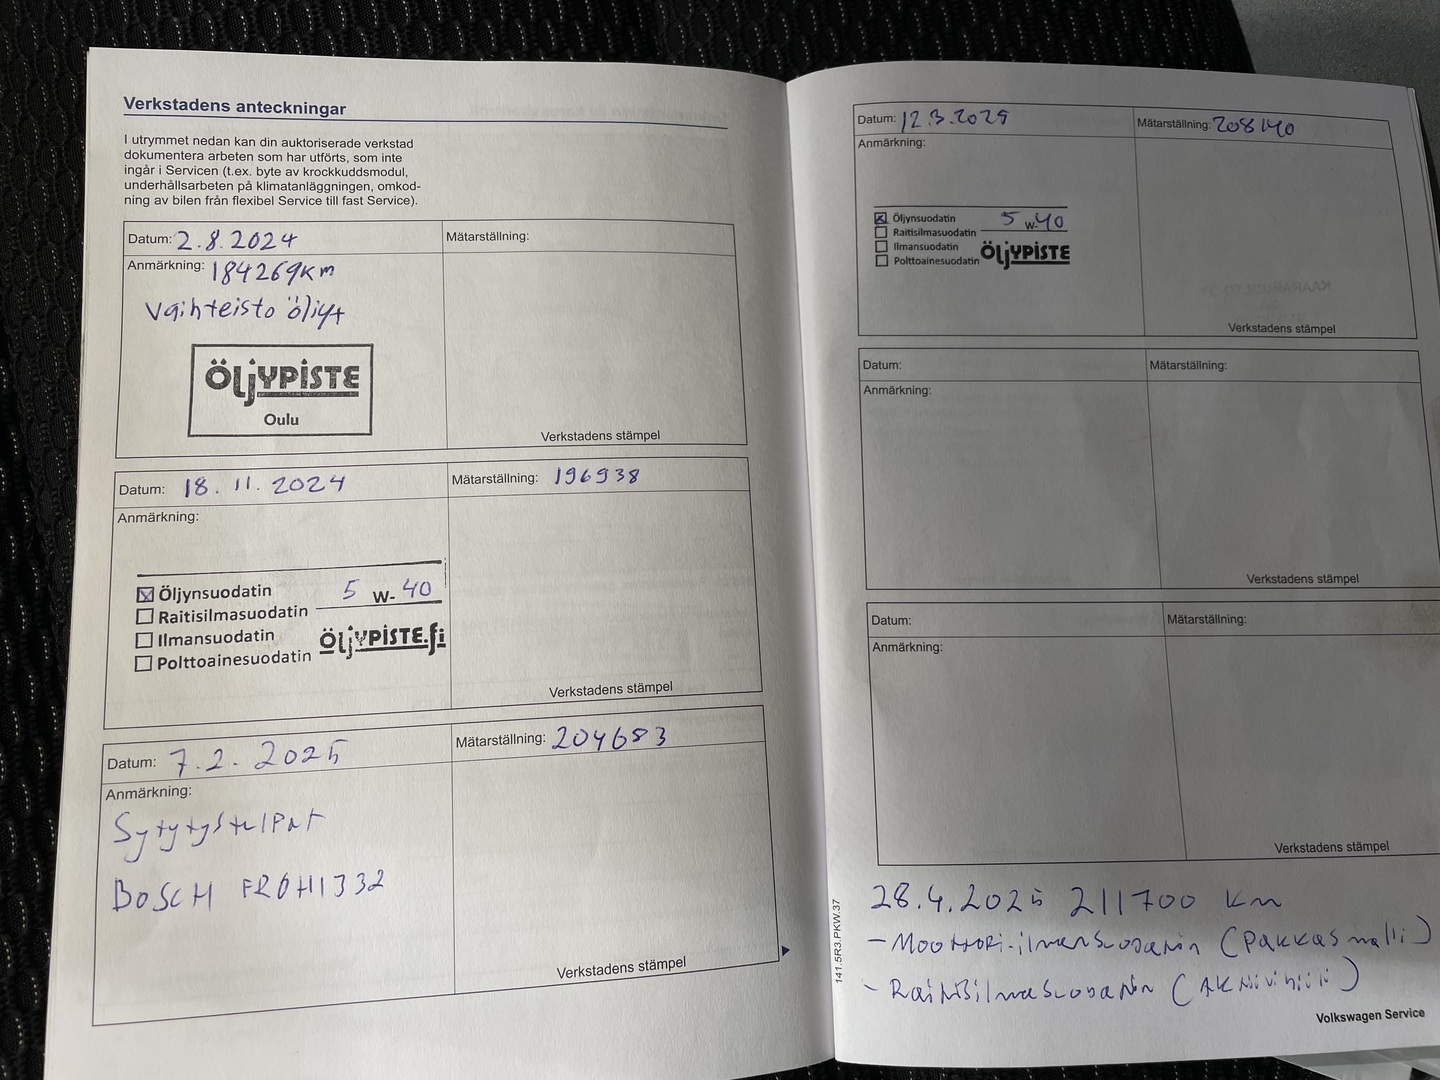 Verkstadens anteckningar
I utrymmet nedan kan din auktoriserade verkstad
dokumentera arbeten som har utförts, som inte
ingår i Servicen (t.ex. byte av krockkuddsmodul,
underhållsarbeten på klimatanläggningen, omkod-
ning av bilen från flexibel Service till fast Service).
Datum: 2.8.2024 Mätarställning:
Anmärkning: 184269km
Vaihteisto öljyt
ÖljYPiSTE
Oulu
Verkstadens stämpel
Datum: 18.11.2024 Mätarställning: 196938
Anmärkning:
Öljynsuodatin 5 W-40
Raitisilmasuodatin
Ilmansuodatin
Polttoainesuodatin ÖljYPiSTE.fi
Verkstadens stämpel
Datum: 7.2.2025 Mätarställning: 204683
Anmärkning:
Sytytystulpat
BOSCH
Verkstadens stämpel
Datum: 12.3.2025 Mätarställning: 208140
Anmärkning:
Öljynsuodatin 5 W-40
Raitisilmasuodatin
Ilmansuodatin
Polttoainesuodatin ÖljYPiSTE
Verkstadens stämpel
Datum: Mätarställning:
Anmärkning:
Verkstadens stämpel
Datum: Mätarställning:
Anmärkning:
Verkstadens stämpel
28.4.2025 211700 km
- Moottori-ilmansuodatin (Pakkasmalli)
- Raitisilmasuodatin (Aktiivihiili)
141.5R3.PKW.37
Volkswagen Service